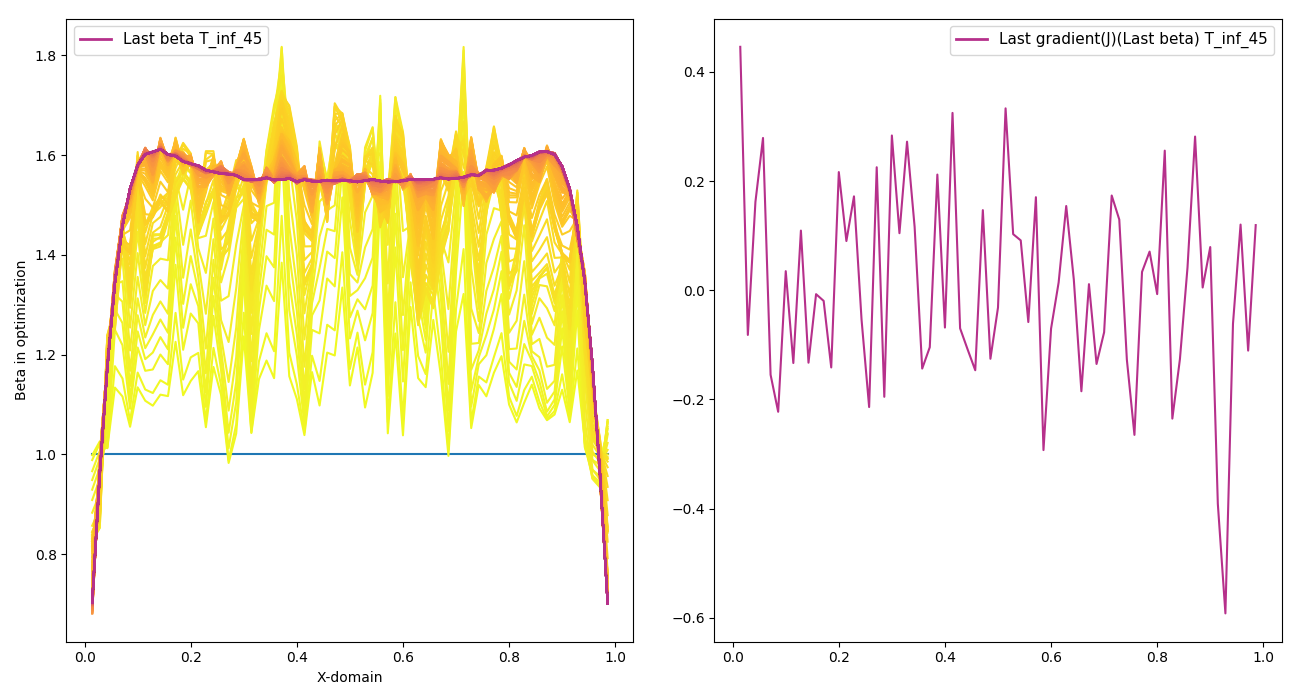 Last beta T_inf_45
1.8
1.6
1.4
1.2
1.0
0.8
Beta in optimization
0.0 0.2 0.4 0.6 0.8 1.0
X-domain
Last gradient(J)(Last beta) T_inf_45
0.4
0.2
0.0
−0.2
−0.4
−0.6
0.0 0.2 0.4 0.6 0.8 1.0